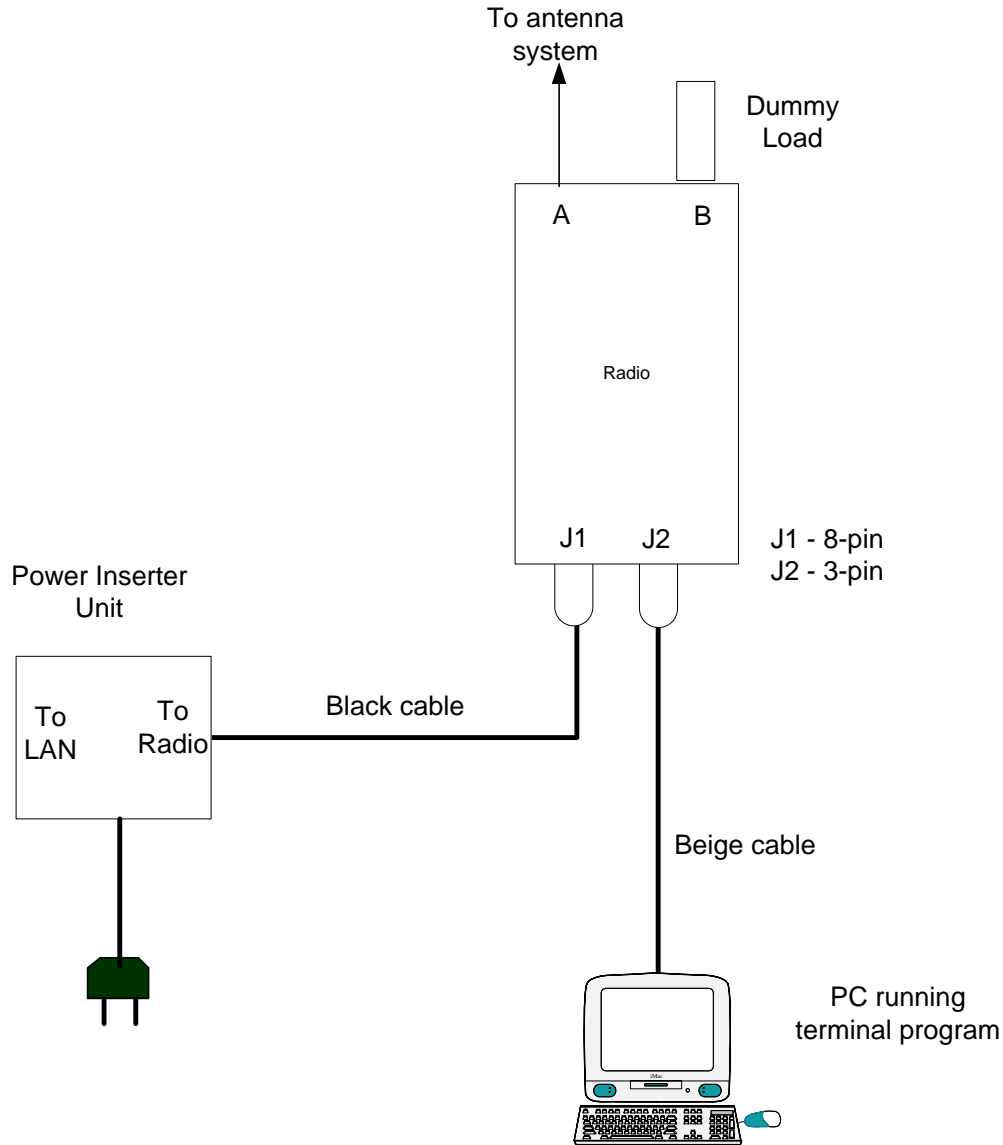 To antenna
system
Dummy
Load
A
B
Radio
J1
J2
J1 - 8-pin
J2 - 3-pin
Power Inserter
Unit
To
LAN
To
Radio
Black cable
Beige cable
PC running
terminal program
iMac